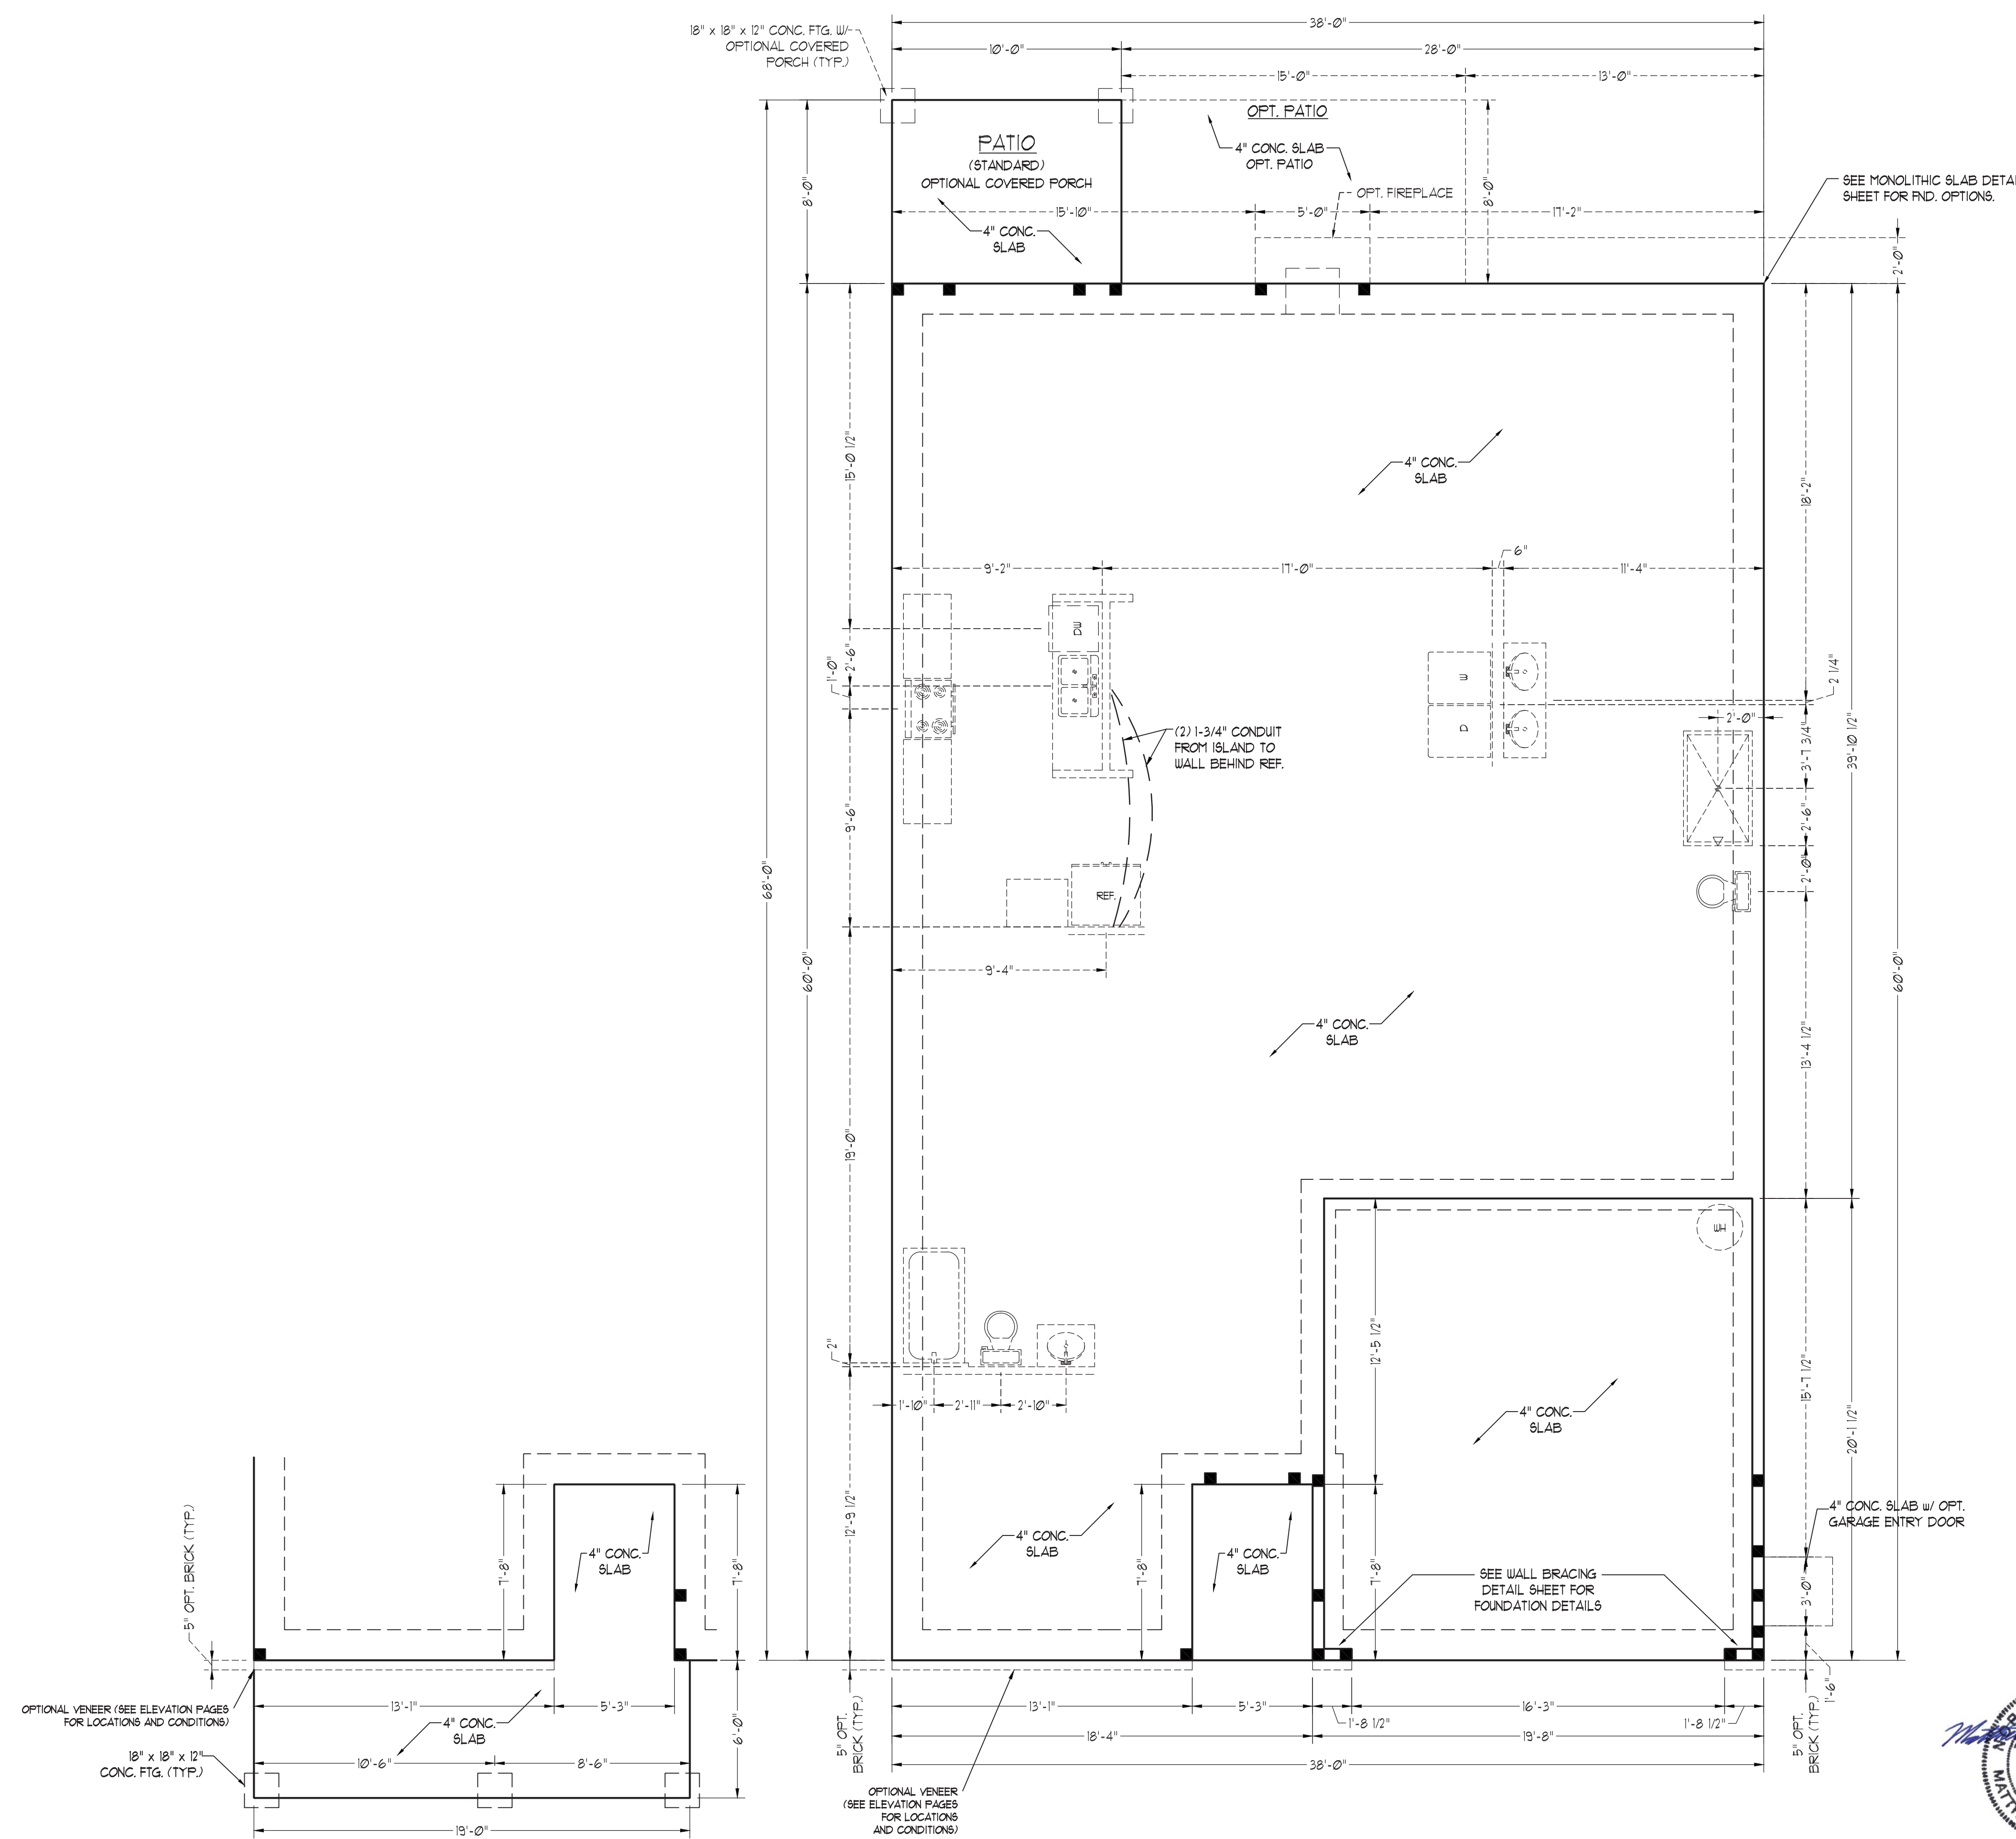 38'-0"
18" x 18" x 12" CONC. FTG. W/
OPTIONAL COVERED
PORCH (TYP.)
10'-0"
28'-0"
15'-0"
13'-0"
OPT. PATIO
PATIO
(STANDARD)
OPTIONAL COVERED PORCH
4" CONC. SLAB
OPT. PATIO
SEE MONOLITHIC SLAB
SHEET FOR FND. OPTIONS.
8'-0"
OPT. FIREPLACE
8'-0"
15'-10"
5'-0"
17'-2"
4" CONC.
SLAB
2'-0"
15'-0 1/2"
4" CONC.
SLAB
18'-2"
6"
9'-2"
17'-0"
11'-4"
DW
W
D
1'-0"
2'-6"
2 1/4"
2'-0"
(2) 1-3/4" CONDUIT
FROM ISLAND TO
WALL BEHIND REF.
3'-7 3/4"
39'-10 1/2"
9'-6"
2'-6"
2'-0"
68'-0"
REF.
60'-0"
60'-0"
9'-4"
4" CONC.
SLAB
13'-4 1/2"
19'-0"
WH
2"
12'-5 1/2"
15'-7 1/2"
1'-10"
2'-11"
2'-10"
4" CONC.
SLAB
20'-1 1/2"
12'-9 1/2"
4" CONC.
SLAB
7'-8"
4" CONC.
SLAB
7'-8"
4" CONC. SLAB W/ OPT.
GARAGE ENTRY DOOR
SEE WALL BRACING
DETAIL SHEET FOR
FOUNDATION DETAILS
3'-0"
1'-6"
5" OPT. BRICK (TYP.)
7'-8"
4" CONC.
SLAB
7'-8"
OPTIONAL VENEER (SEE ELEVATION PAGES
FOR LOCATIONS AND CONDITIONS)
13'-1"
5'-3"
4" CONC.
SLAB
6'-0"
18" x 18" x 12"
CONC. FTG. (TYP.)
10'-6"
8'-6"
19'-0"
5" OPT.
BRICK (TYP.)
13'-1"
5'-3"
16'-3"
1'-8 1/2"
1'-8 1/2"
18'-4"
19'-8"
38'-0"
5" OPT.
BRICK (TYP.)
OPTIONAL VENEER
(SEE ELEVATION PAGES
FOR LOCATIONS
AND CONDITIONS)